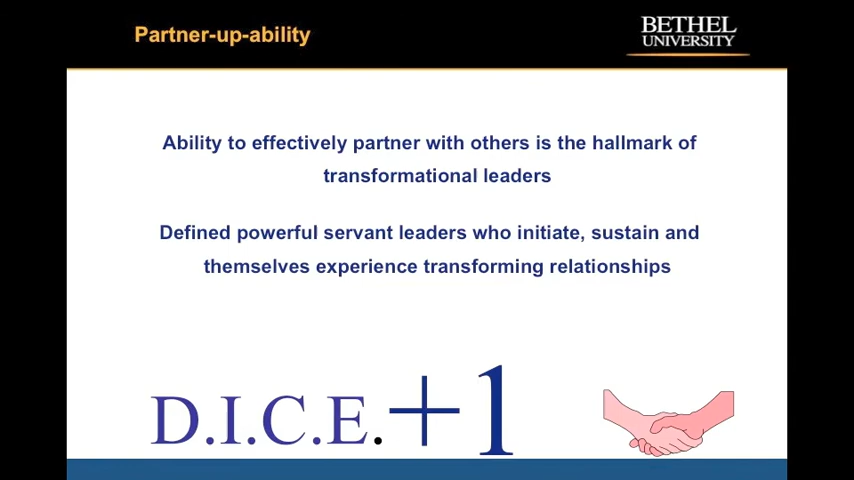 Partner-up-ability
BETHEL
UNIVERSITY
Ability to effectively partner with others is the hallmark of
transformational leaders
Defined powerful servant leaders who initiate, sustain and
themselves experience transforming relationships
D.I.C.E.+1